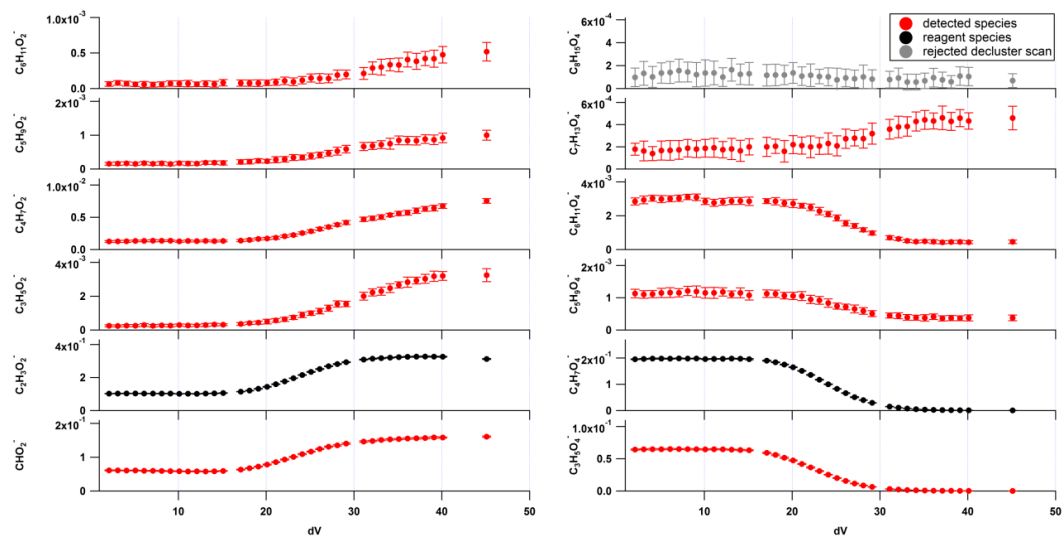 C₆H₁₁O₂⁻
1.0x10⁻³
0.5
0.0
C₅H₉O₂⁻
2x10⁻³
1
0
C₄H₇O₂⁻
1.0x10⁻²
0.5
0.0
C₃H₅O₂⁻
4x10⁻³
2
0
C₂H₃O₂⁻
4x10⁻¹
2
0
CHO₂⁻
2x10⁻¹
1
0
10 20 30 40 50
dV
detected species
reagent species
rejected decluster scan
C₈H₁₅O₄⁻
6x10⁻⁴
4
2
0
C₇H₁₃O₄⁻
6x10⁻⁴
4
2
0
C₆H₁₁O₄⁻
4x10⁻³
2
0
C₅H₉O₄⁻
2x10⁻³
1
0
C₄H₇O₄⁻
2x10⁻¹
1
0
C₃H₅O₄⁻
1.0x10⁻¹
0.5
0.0
10 20 30 40 50
dV